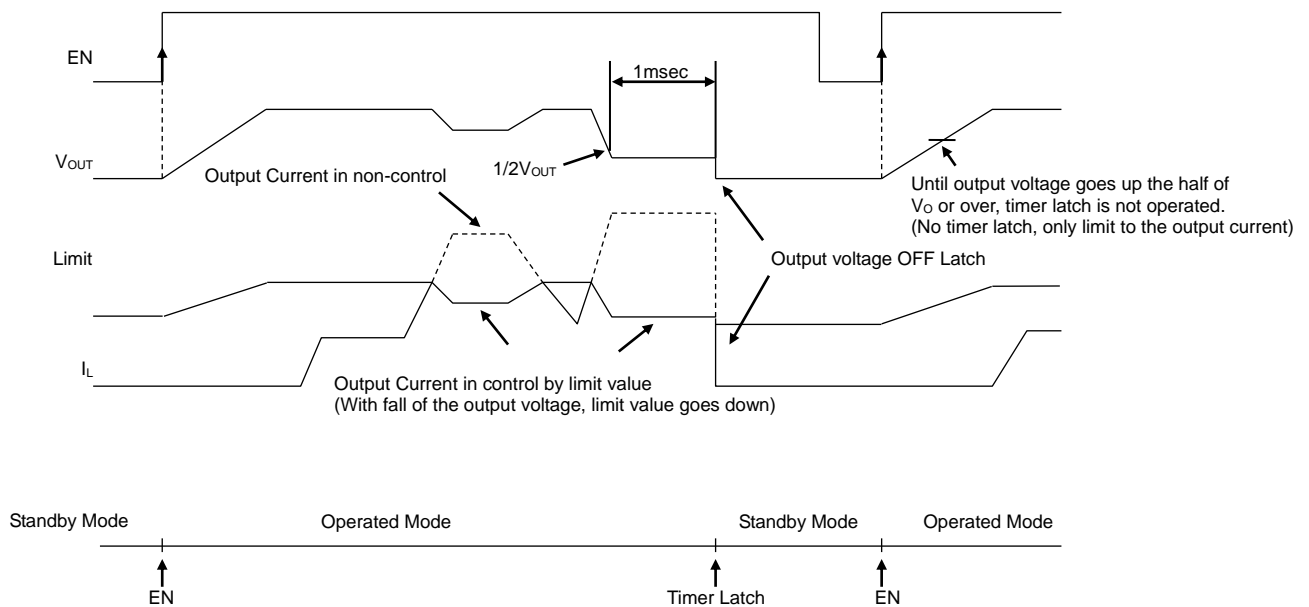 EN
1msec
VOUT
1/2VOUT
Output Current in non-control
Until output voltage goes up the half of
VO or over, timer latch is not operated.
(No timer latch, only limit to the output current)
Limit
Output voltage OFF Latch
IL
Output Current in control by limit value
(With fall of the output voltage, limit value goes down)
Standby Mode
Operated Mode
Standby Mode
Operated Mode
EN
Timer Latch
EN